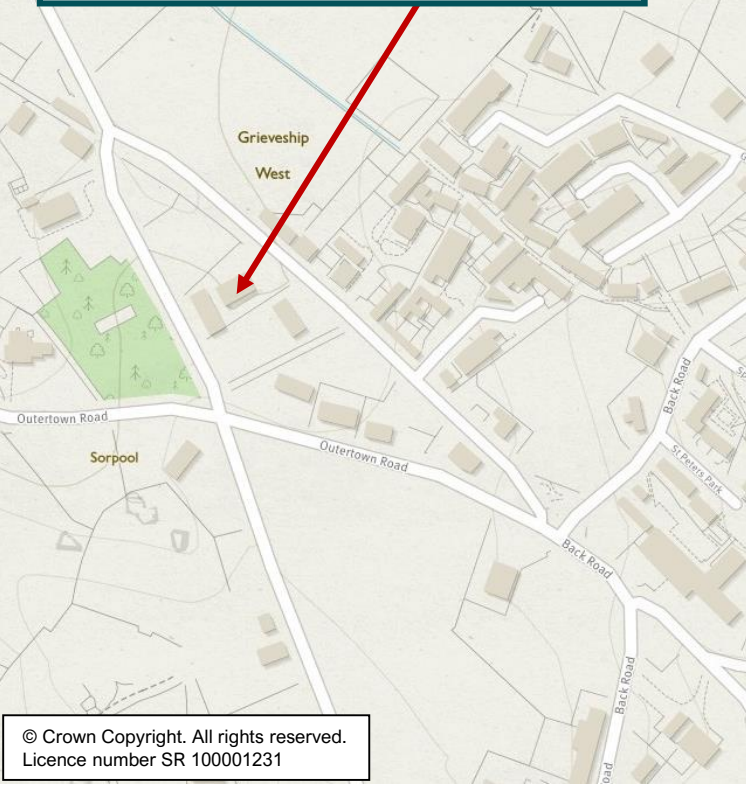 Grieveship
West
Outertown Road
Sorpool
Outertown Road
Back Road
St Peters Park
Back Road
Back Road
© Crown Copyright. All rights reserved.
Licence number SR 100001231